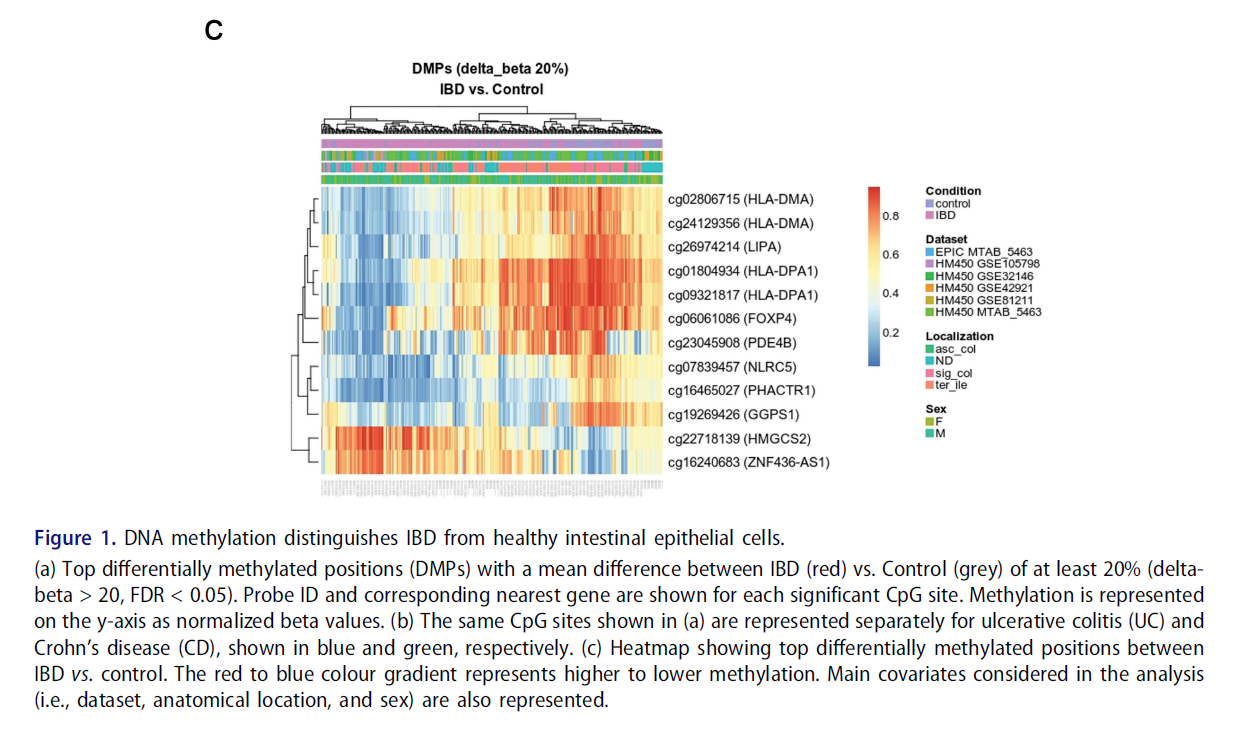 C
DMPs (delta_beta 20%)
IBD vs. Control
cg02806715 (HLA-DMA)
cg24129356 (HLA-DMA)
cg26974214 (LIPA)
cg01804934 (HLA-DPA1)
cg09321817 (HLA-DPA1)
cg06061086 (FOXP4)
cg23045908 (PDE4B)
cg07839457 (NLRC5)
cg16465027 (PHACTR1)
cg19269426 (GGPS1)
cg22718139 (HMGCS2)
cg16240683 (ZNF436-AS1)
0.8
0.6
0.4
0.2
Condition
control
IBD
Dataset
EPIC MTAB_5463
HM450 GSE105798
HM450 GSE32146
HM450 GSE42921
HM450 GSE81211
HM450 MTAB_5463
Localization
asc_col
ND
sig_col
ter_ile
Sex
F
M
Figure 1. DNA methylation distinguishes IBD from healthy intestinal epithelial cells.
(a) Top differentially methylated positions (DMPs) with a mean difference between IBD (red) vs. Control (grey) of at least 20% (delta-
beta > 20, FDR < 0.05). Probe ID and corresponding nearest gene are shown for each significant CpG site. Methylation is represented
on the y-axis as normalized beta values. (b) The same CpG sites shown in (a) are represented separately for ulcerative colitis (UC) and
Crohn's disease (CD), shown in blue and green, respectively. (c) Heatmap showing top differentially methylated positions between
IBD vs. control. The red to blue colour gradient represents higher to lower methylation. Main covariates considered in the analysis
(i.e., dataset, anatomical location, and sex) are also represented.